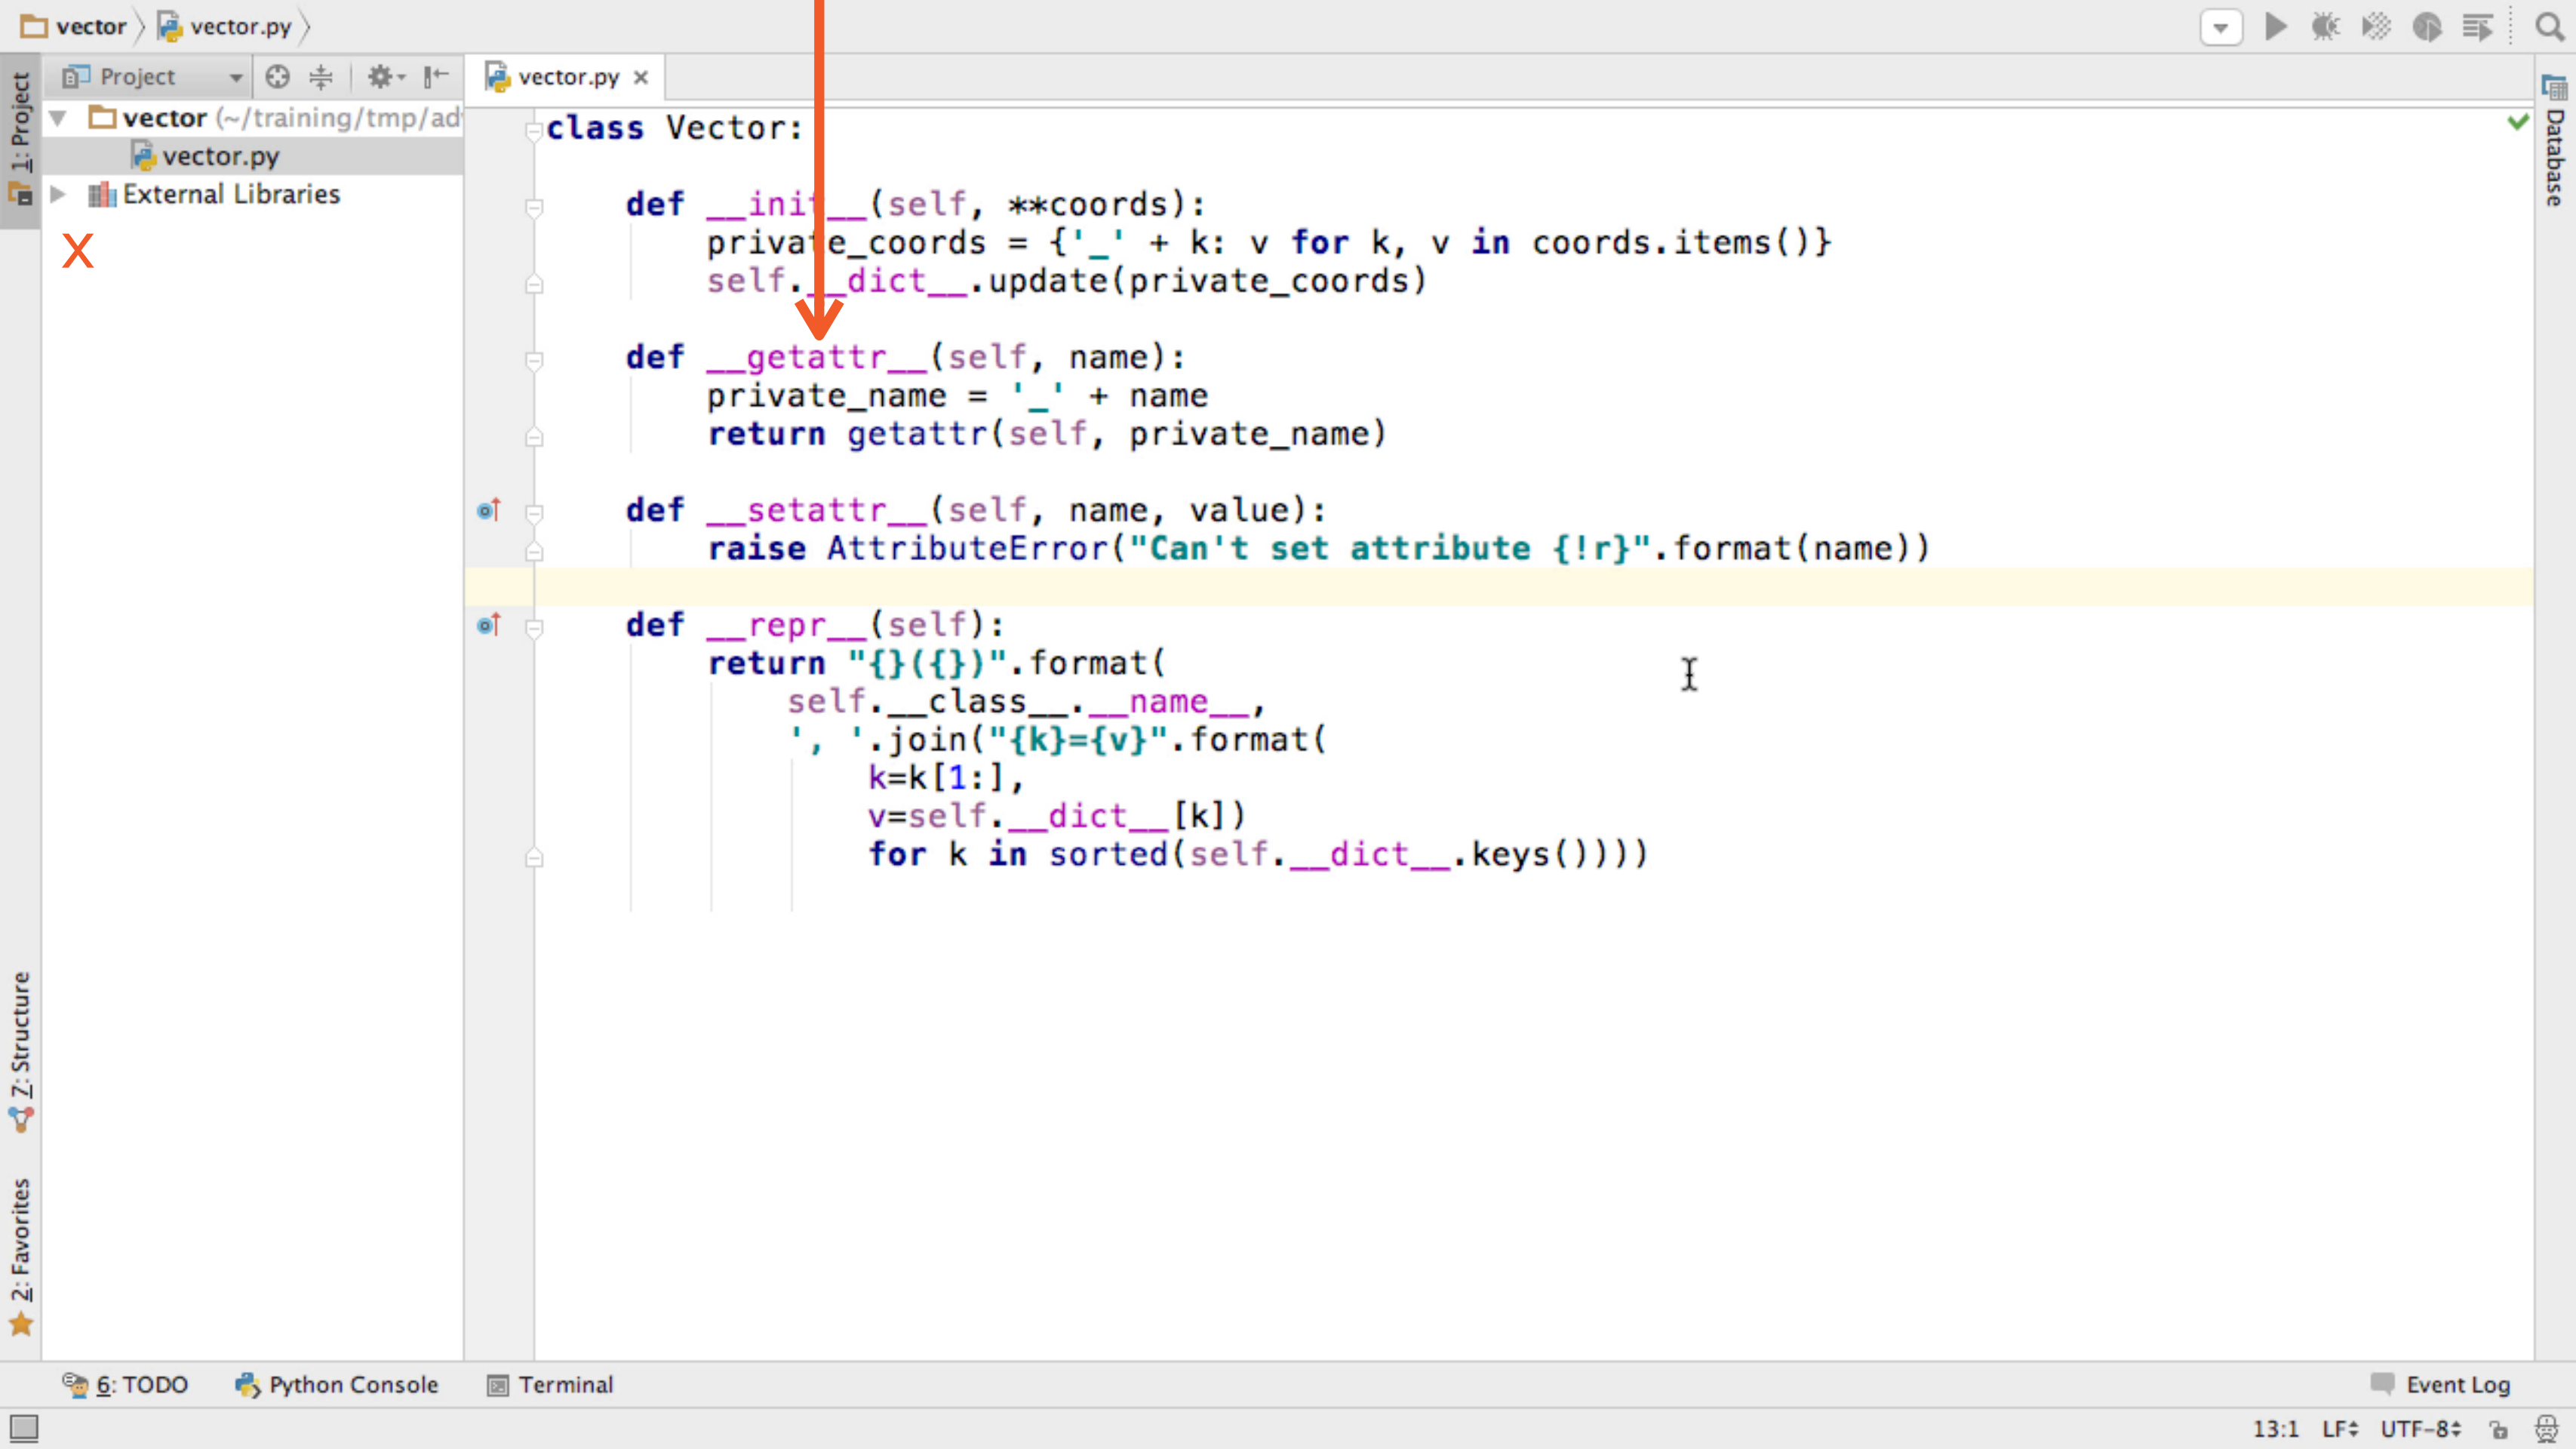 vector vector.py
Project
vector.py
1: Project
vector (~/training/tmp/ad
vector.py
External Libraries
x
class Vector:
def __init__(self, **coords):
private_coords = {'_' + k: v for k, v in coords.items()}
self.__dict__.update(private_coords)
def __getattr__(self, name):
private_name = '_' + name
return getattr(self, private_name)
def __setattr__(self, name, value):
raise AttributeError("Can't set attribute {!r}".format(name))
def __repr__(self):
return "{}({})".format(
self.__class__.__name__,
', '.join("{k}={v}".format(
k=k[1:],
v=self.__dict__[k])
for k in sorted(self.__dict__.keys())))
Database
7: Structure
2: Favorites
6: TODO Python Console Terminal Event Log
13:1 LF UTF-8